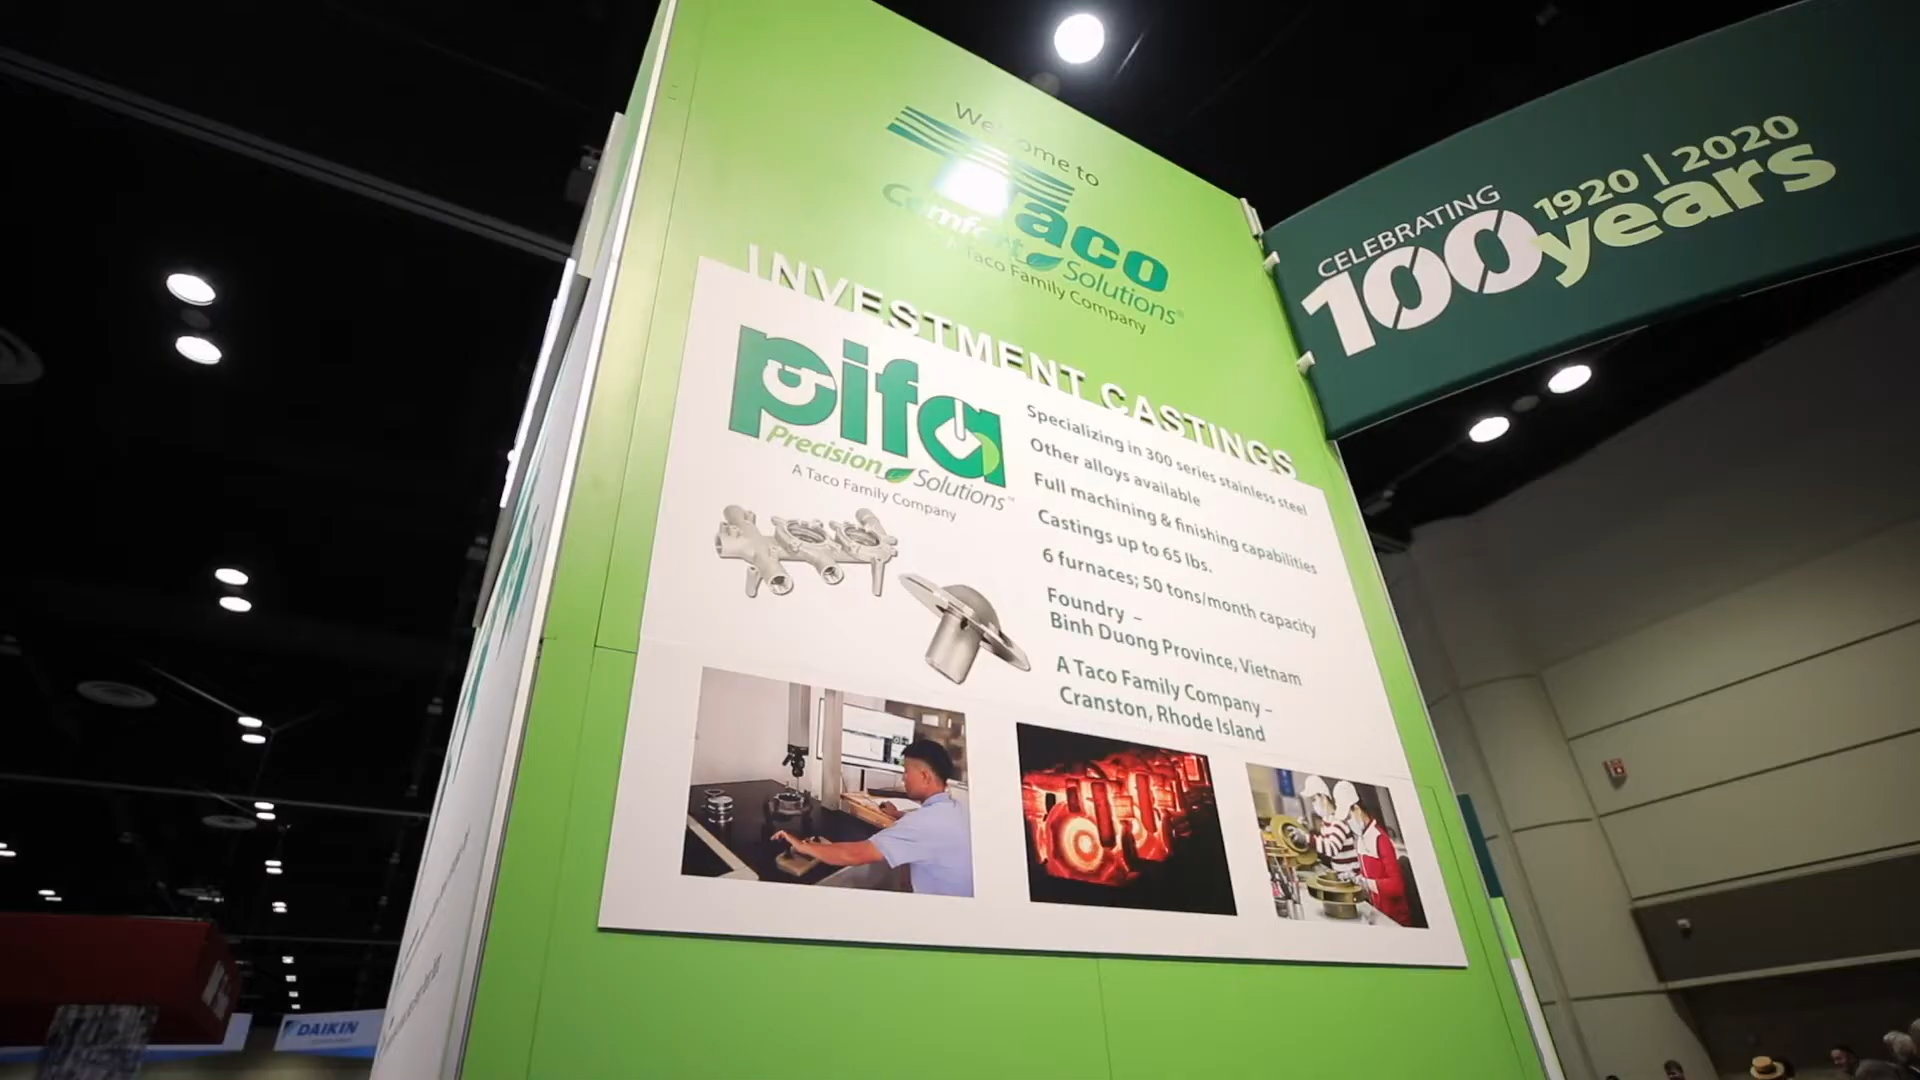 Welcome to
Taco
Comfort Solutions®
A Taco Family Company
INVESTMENT CASTINGS
pifa
Precision Solutions™
A Taco Family Company
Specializing in 300 series stainless steel
Other alloys available
Full machining & finishing capabilities
Castings up to 65 lbs.
6 furnaces; 50 tons/month capacity
Foundry –
Binh Duong Province, Vietnam
A Taco Family Company –
Cranston, Rhode Island
CELEBRATING
100 years
1920 | 2020
DAIKIN